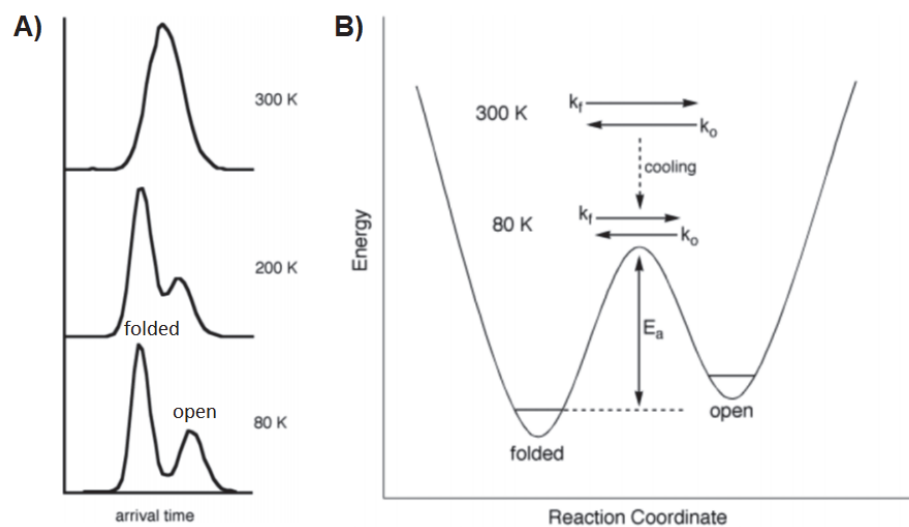 A)
300 K
200 K
folded
open
80 K
arrival time
B)
Energy
300 K
kf
ko
cooling
80 K
kf
ko
Ea
folded
open
Reaction Coordinate